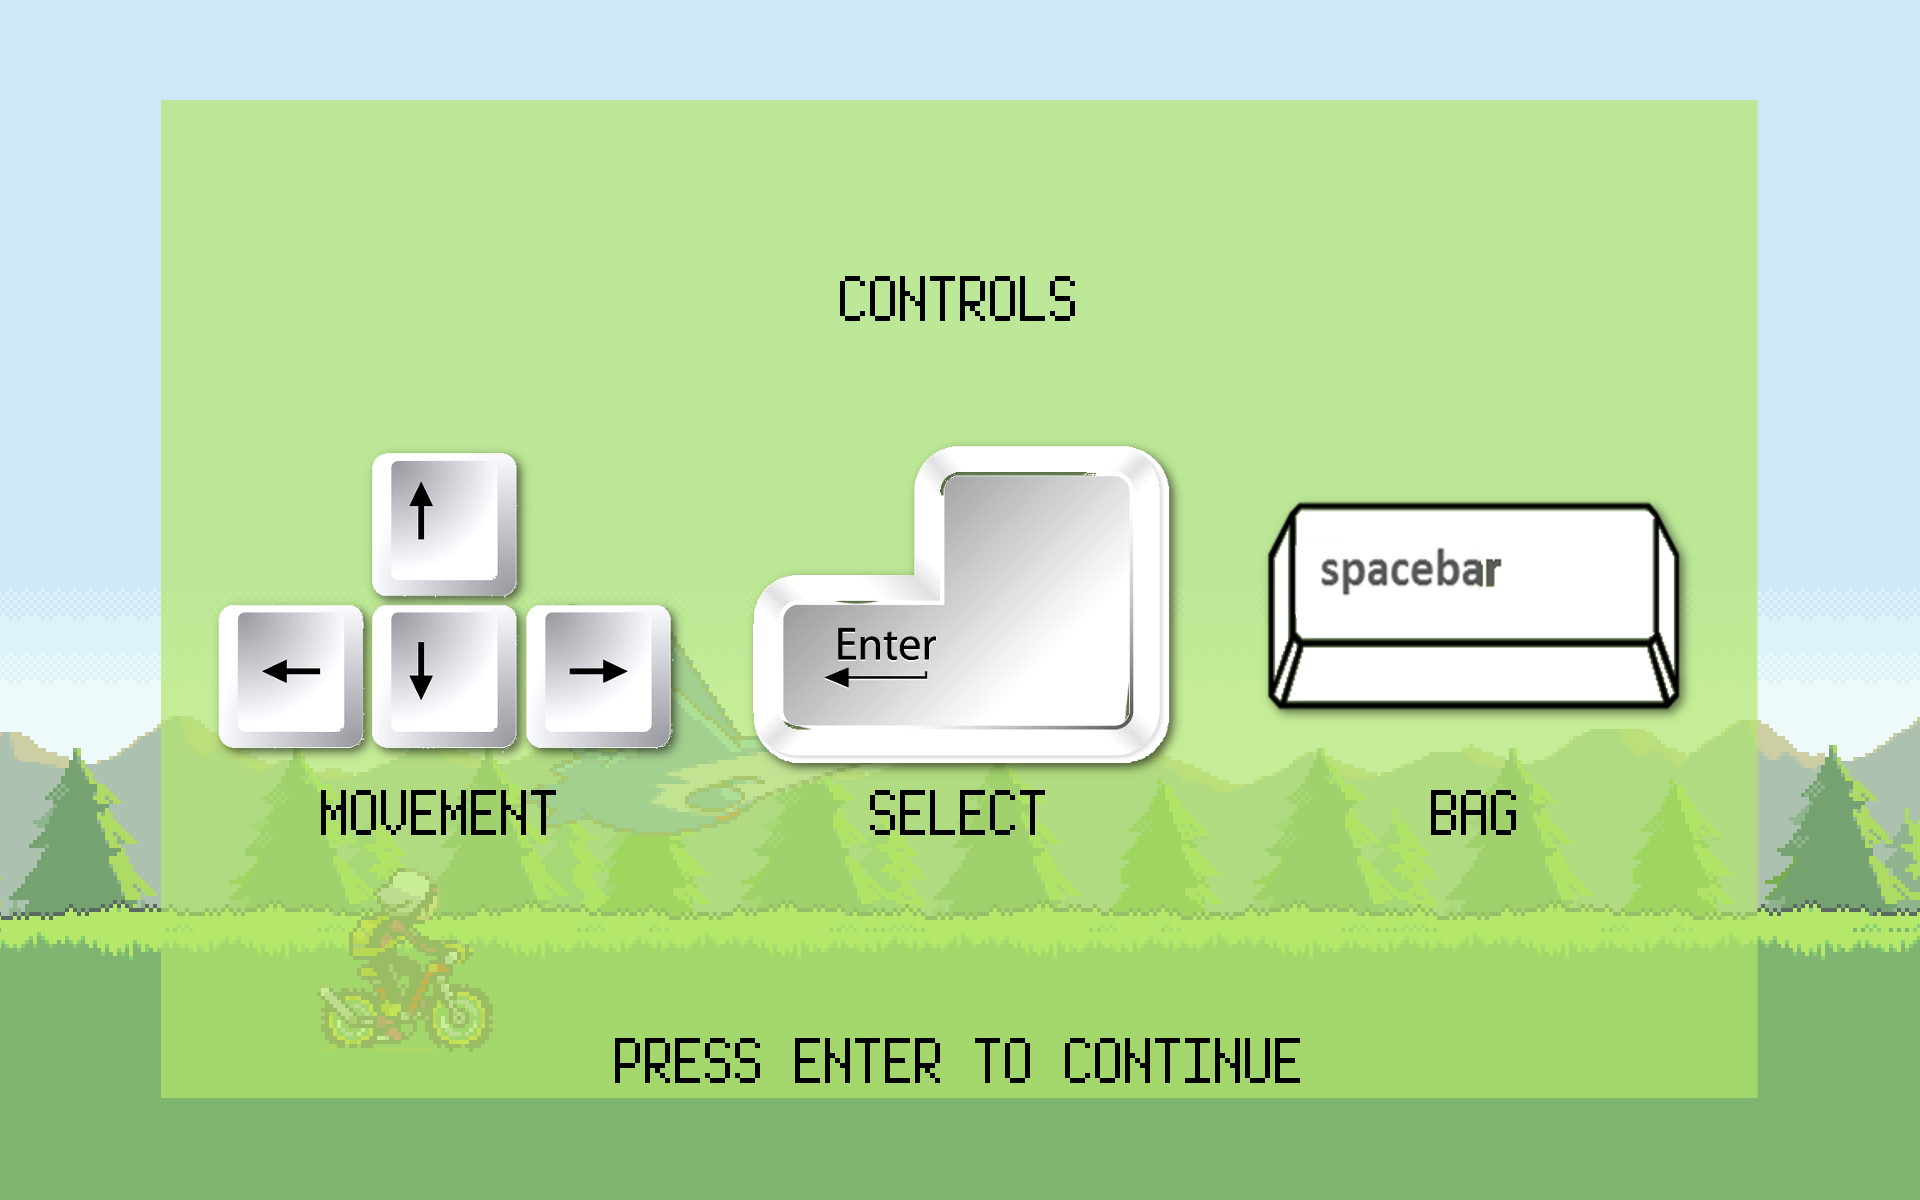 CONTROLS
Enter
spacebar
MOVEMENT SELECT BAG
PRESS ENTER TO CONTINUE